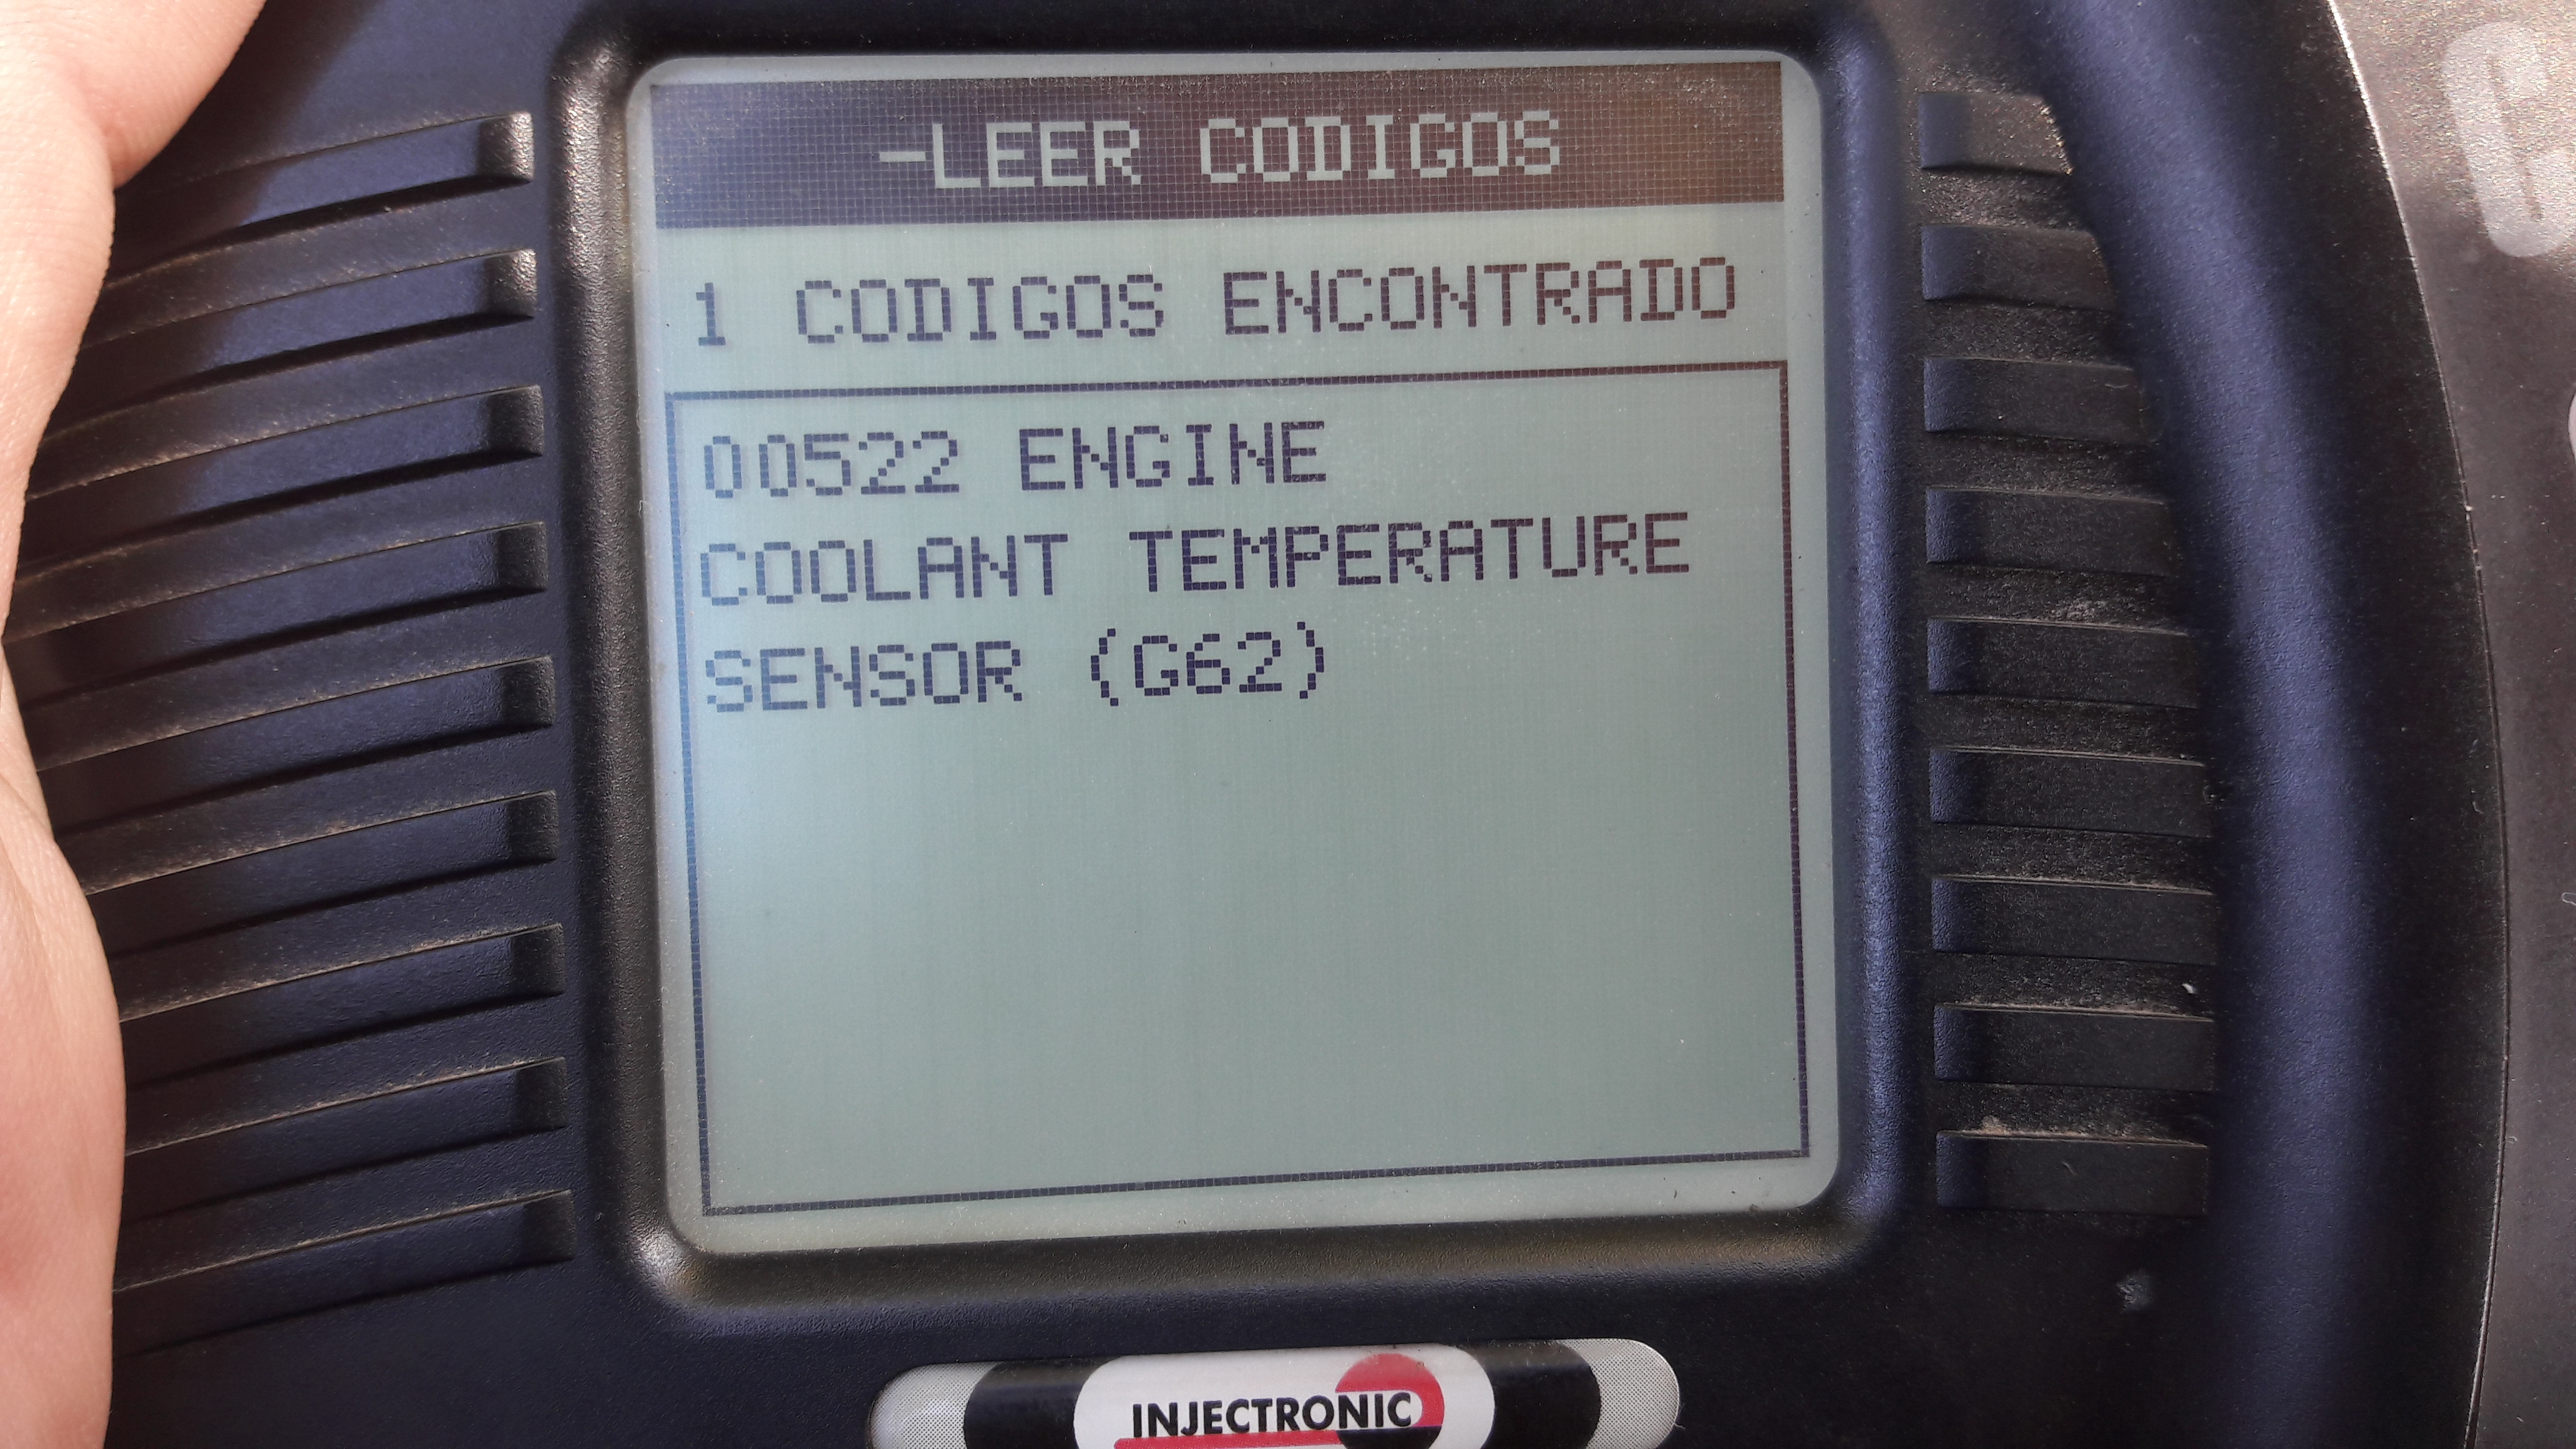 -LEER CODIGOS
1 CODIGOS ENCONTRADO
00522 ENGINE
COOLANT TEMPERATURE
SENSOR (G62)
INJECTRONIC